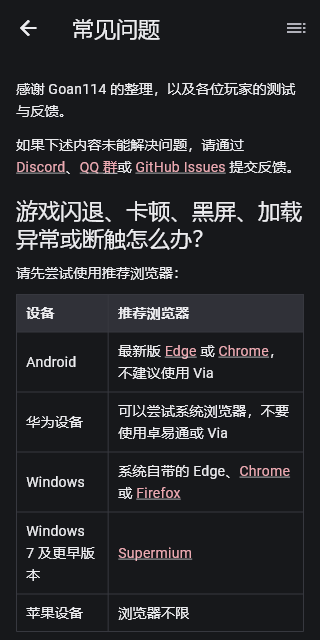 常见问题
感谢 Goan114 的整理，以及各位玩家的测试
与反馈。
如果下述内容未能解决问题，请通过
Discord、QQ 群或 GitHub Issues 提交反馈。
游戏闪退、卡顿、黑屏、加载
异常或断触怎么办？
请先尝试使用推荐浏览器：
设备 推荐浏览器
Android 最新版 Edge 或 Chrome，
不建议使用 Via
华为设备 可以尝试系统浏览器，不要
使用卓易通或 Via
Windows 系统自带的 Edge、Chrome
或 Firefox
Windows
7 及更早版
本
Supermium
苹果设备 浏览器不限